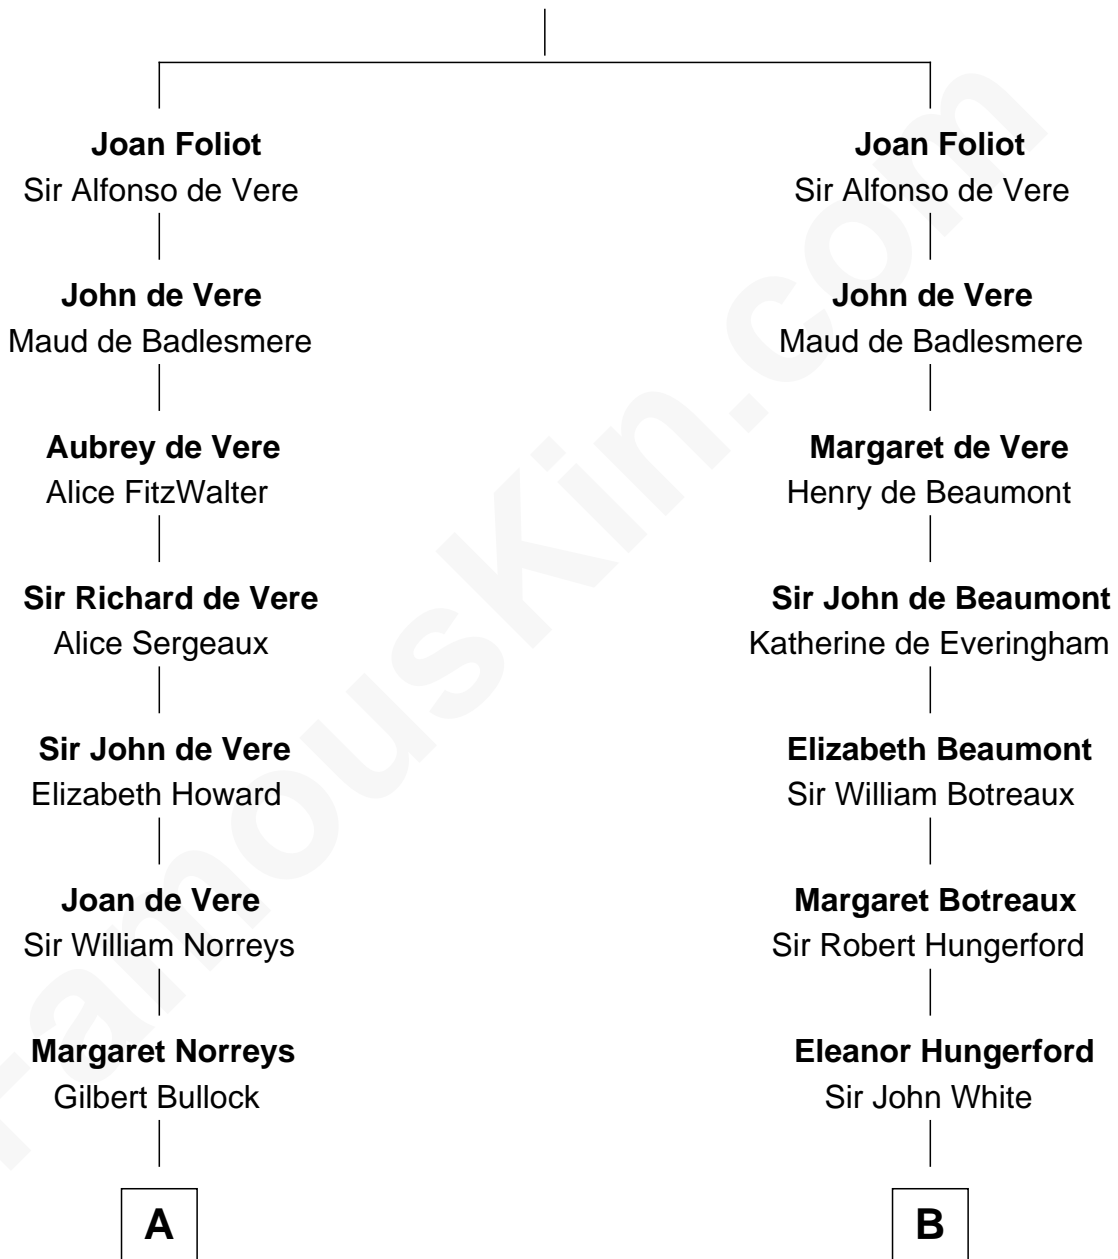 Joan Foliot
Sir Alfonso de Vere
John de Vere
Maud de Badlesmere
Aubrey de Vere
Alice FitzWalter
Sir Richard de Vere
Alice Sergeaux
Sir John de Vere
Elizabeth Howard
Joan de Vere
Sir William Norreys
Margaret Norreys
Gilbert Bullock
A
Joan Foliot
Sir Alfonso de Vere
John de Vere
Maud de Badlesmere
Margaret de Vere
Henry de Beaumont
Sir John de Beaumont
Katherine de Everingham
Elizabeth Beaumont
Sir William Botreaux
Margaret Botreaux
Sir Robert Hungerford
Eleanor Hungerford
Sir John White
B
FamousKin.com